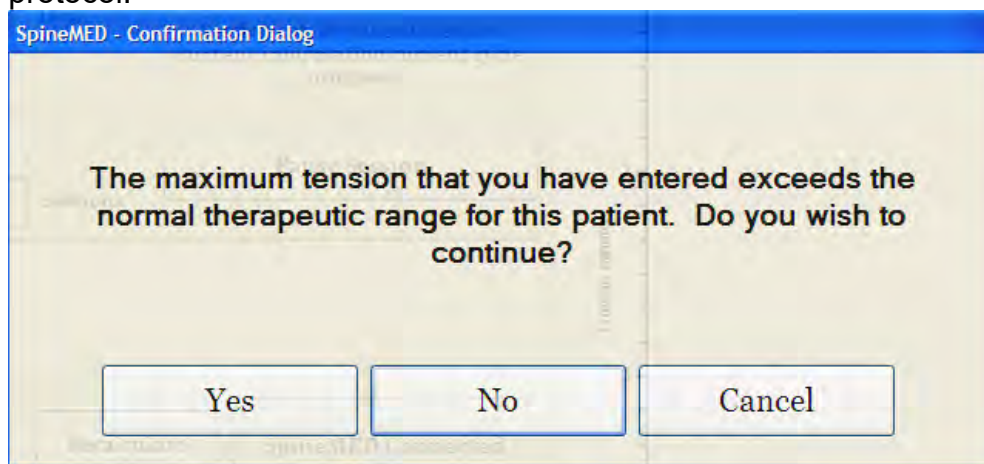 protocol.
SpineMED - Confirmation Dialog
The maximum tension that you have entered exceeds the
normal therapeutic range for this patient. Do you wish to
continue?
Yes
No
Cancel